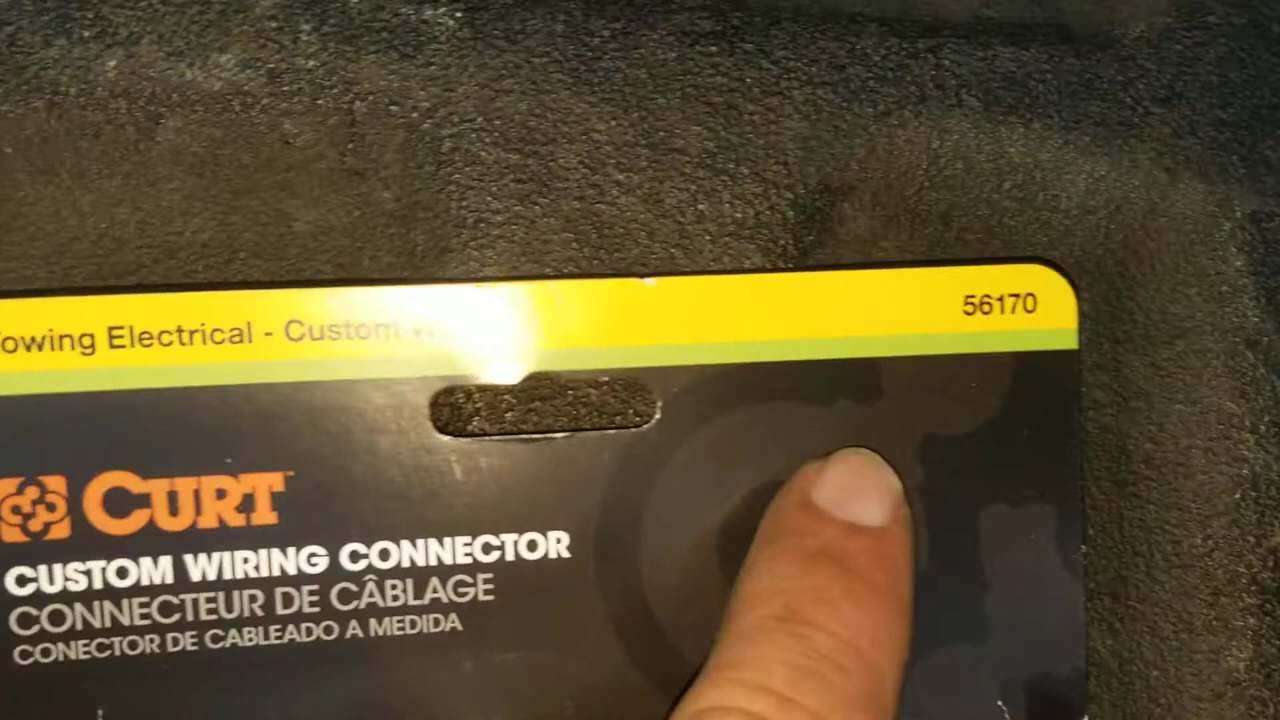 owing Electrical - Custom
56170
CURT
CUSTOM WIRING CONNECTOR
CONNECTEUR DE CÂBLAGE
CONECTOR DE CABLEADO A MEDIDA